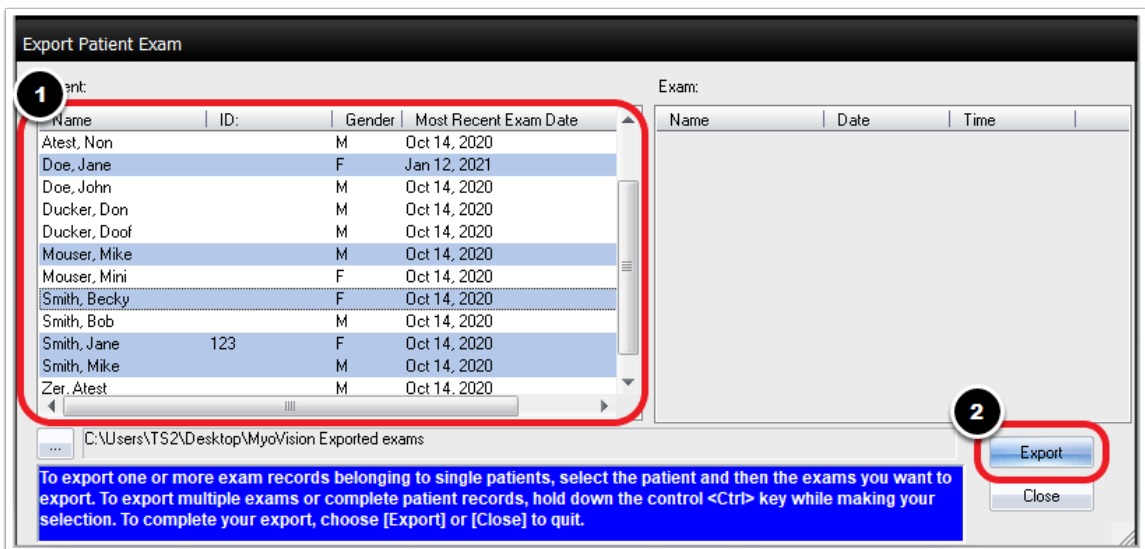 Export Patient Exam
1
ent:
Exam:
Name ID: Gender Most Recent Exam Date
Name Date Time
Atest, Non M Oct 14, 2020
Doe, Jane F Jan 12, 2021
Doe, John M Oct 14, 2020
Ducker, Don M Oct 14, 2020
Ducker, Doof M Oct 14, 2020
Mouser, Mike M Oct 14, 2020
Mouser, Mini F Oct 14, 2020
Smith, Becky F Oct 14, 2020
Smith, Bob M Oct 14, 2020
Smith, Jane 123 F Oct 14, 2020
Smith, Mike M Oct 14, 2020
Zer, Atest M Oct 14, 2020
2
... C:\Users\TS2\Desktop\MyoVision Exported exams
Export
To export one or more exam records belonging to single patients, select the patient and then the exams you want to
export. To export multiple exams or complete patient records, hold down the control <Ctrl> key while making your
selection. To complete your export, choose [Export] or [Close] to quit.
Close